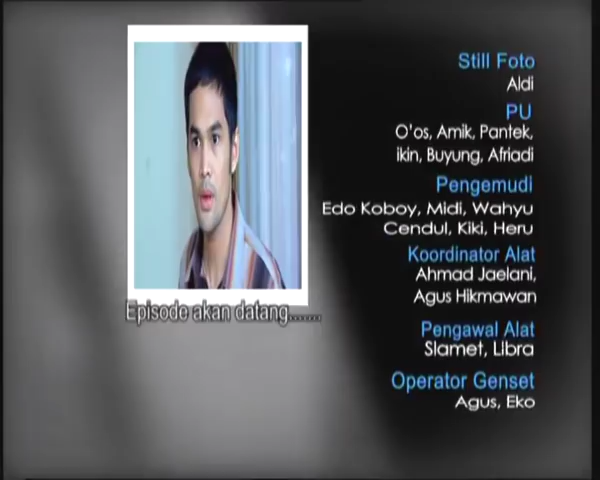 Still Foto
Aldi
PU
O'os, Amik, Pantek,
ikin, Buyung, Afriadi
Pengemudi
Edo Koboy, Midi, Wahyu
Cendul, Kiki, Heru
Koordinator Alat
Ahmad Jaelani,
Agus Hikmawan
Pengawal Alat
Slamet, Libra
Operator Genset
Agus, Eko
Episode akan datang......